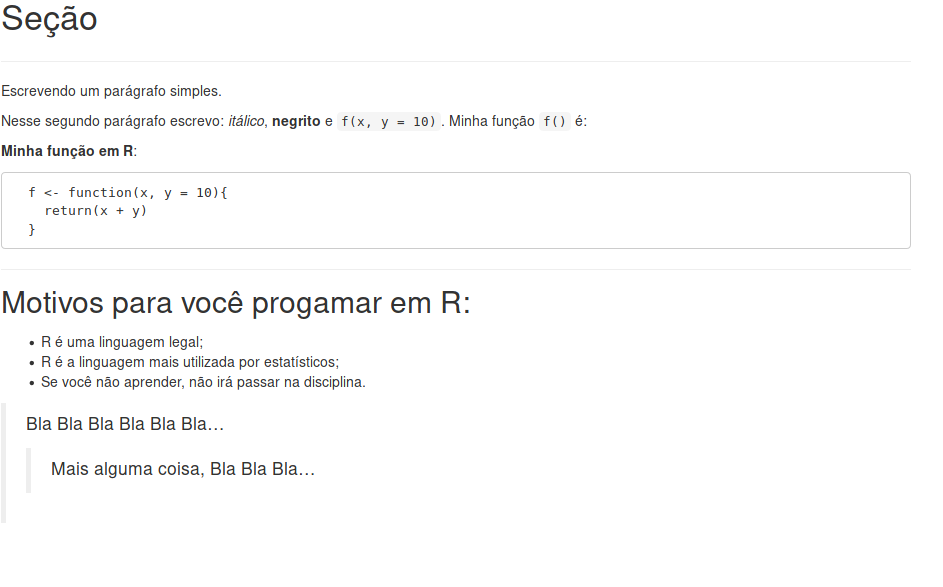 Seção
Escrevendo um parágrafo simples.
Nesse segundo parágrafo escrevo: itálico, negrito e f(x, y = 10). Minha função f() é:
Minha função em R:
f <- function(x, y = 10){
return(x + y)
}
Motivos para você progamar em R:
• R é uma linguagem legal;
• R é a linguagem mais utilizada por estatísticos;
• Se você não aprender, não irá passar na disciplina.
Bla Bla Bla Bla Bla Bla…
Mais alguma coisa, Bla Bla Bla…